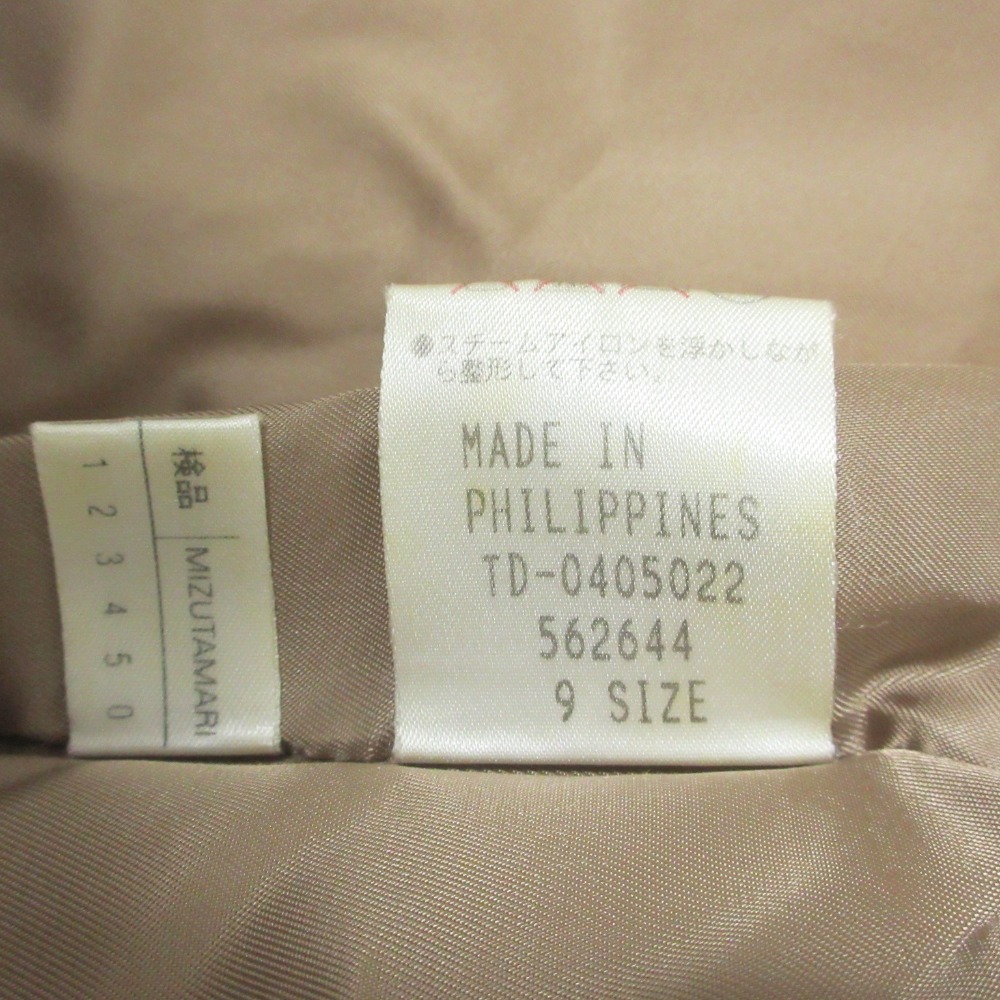 検品 MIZUTAMARI
1 2 3 4 5 0
●スチームアイロンを浮かしなが
ら整形して下さい。
MADE IN
PHILIPPINES
TD-0405022
562644
9 SIZE